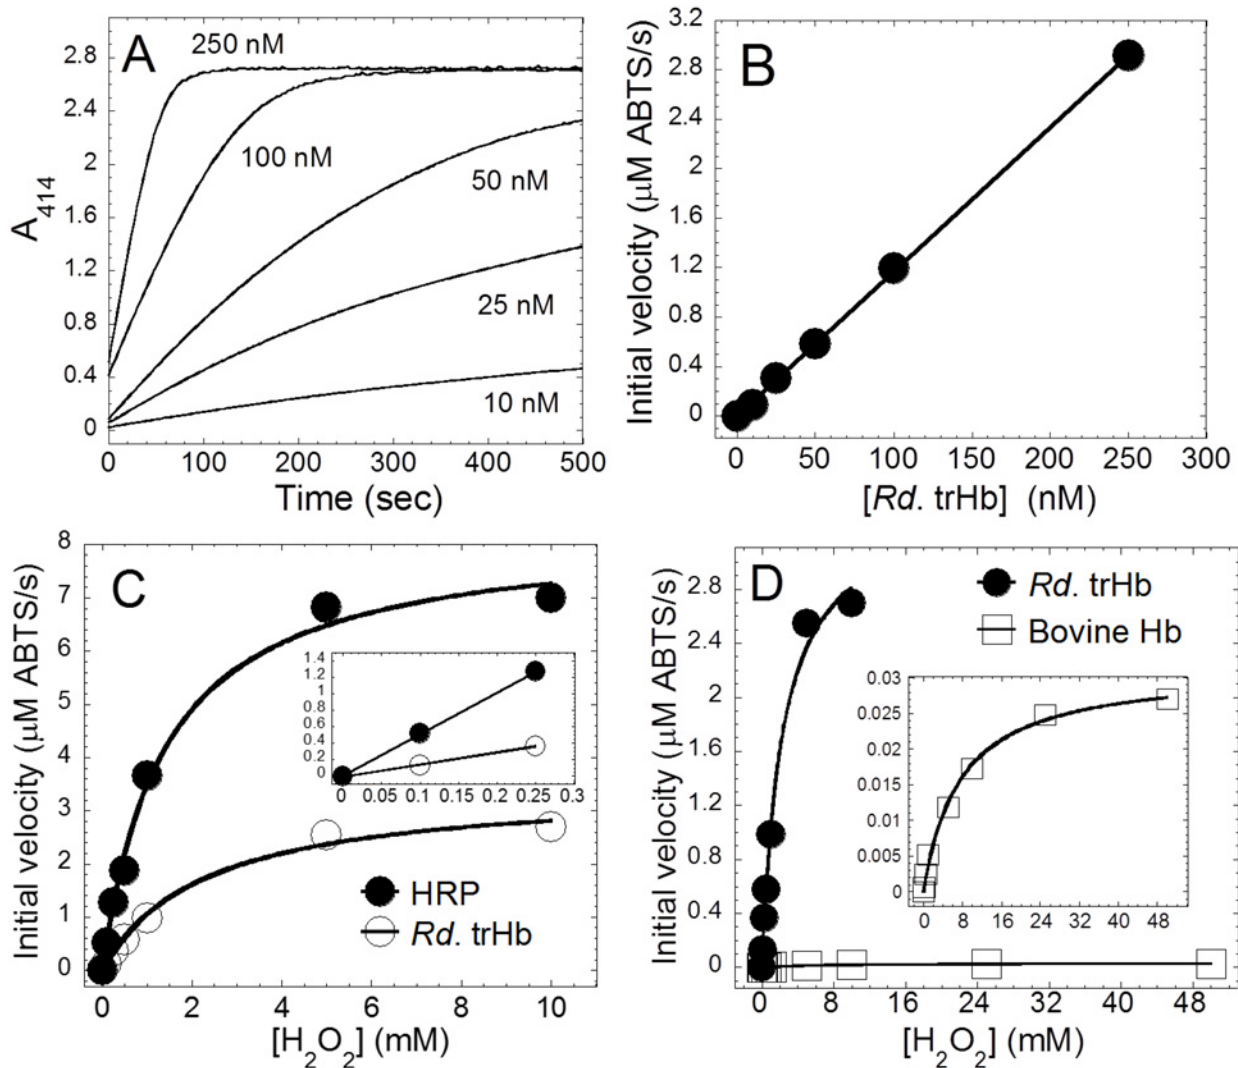 A
250 nM
100 nM
50 nM
25 nM
10 nM
A414
2.8
2.4
2
1.6
1.2
0.8
0.4
0
0 100 200 300 400 500
Time (sec)
B
Initial velocity (μM ABTS/s)
3.2
2.8
2.4
2
1.6
1.2
0.8
0.4
0
0 50 100 150 200 250 300
[Rd. trHb] (nM)
C
Initial velocity (μM ABTS/s)
8
7
6
5
4
3
2
1
0
1.4
1.2
1
0.8
0.6
0.4
0.2
0
0 0.05 0.1 0.15 0.2 0.25 0.3
HRP
Rd. trHb
0 2 4 6 8 10
[H2O2] (mM)
D
Rd. trHb
Bovine Hb
Initial velocity (μM ABTS/s)
2.8
2.4
2
1.6
1.2
0.8
0.4
0
0.03
0.025
0.02
0.015
0.01
0.005
0
0 8 16 24 32 40 48
0 8 16 24 32 40 48
[H2O2] (mM)